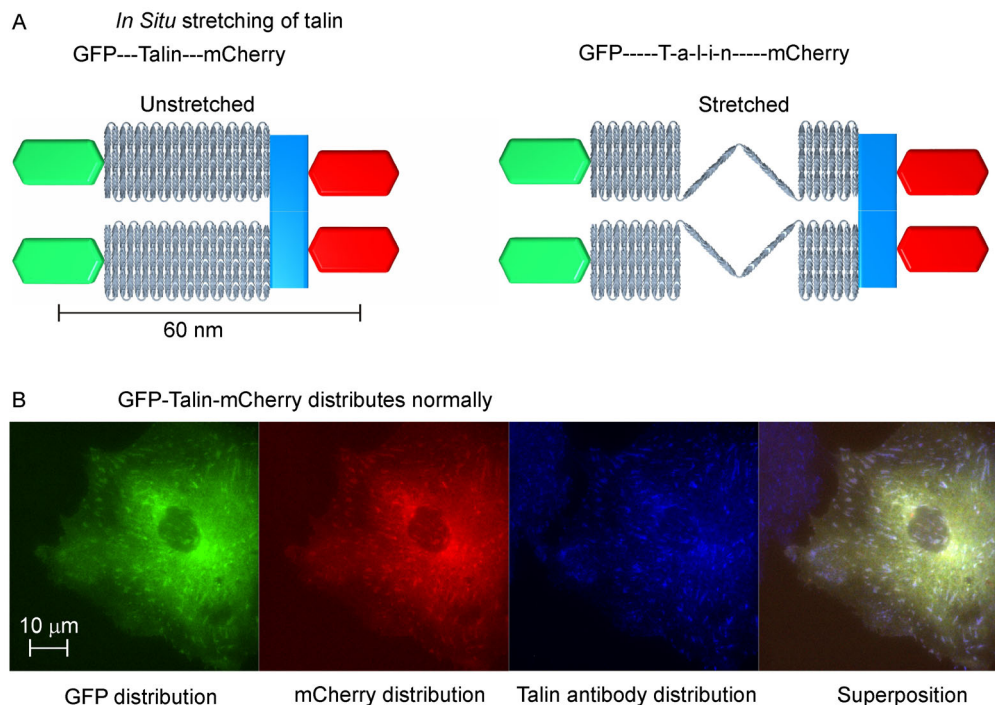 A
In Situ stretching of talin
GFP---Talin---mCherry
GFP-----T-a-l-i-n-----mCherry
Unstretched
Stretched
60 nm
B
GFP-Talin-mCherry distributes normally
10 μm
GFP distribution
mCherry distribution
Talin antibody distribution
Superposition